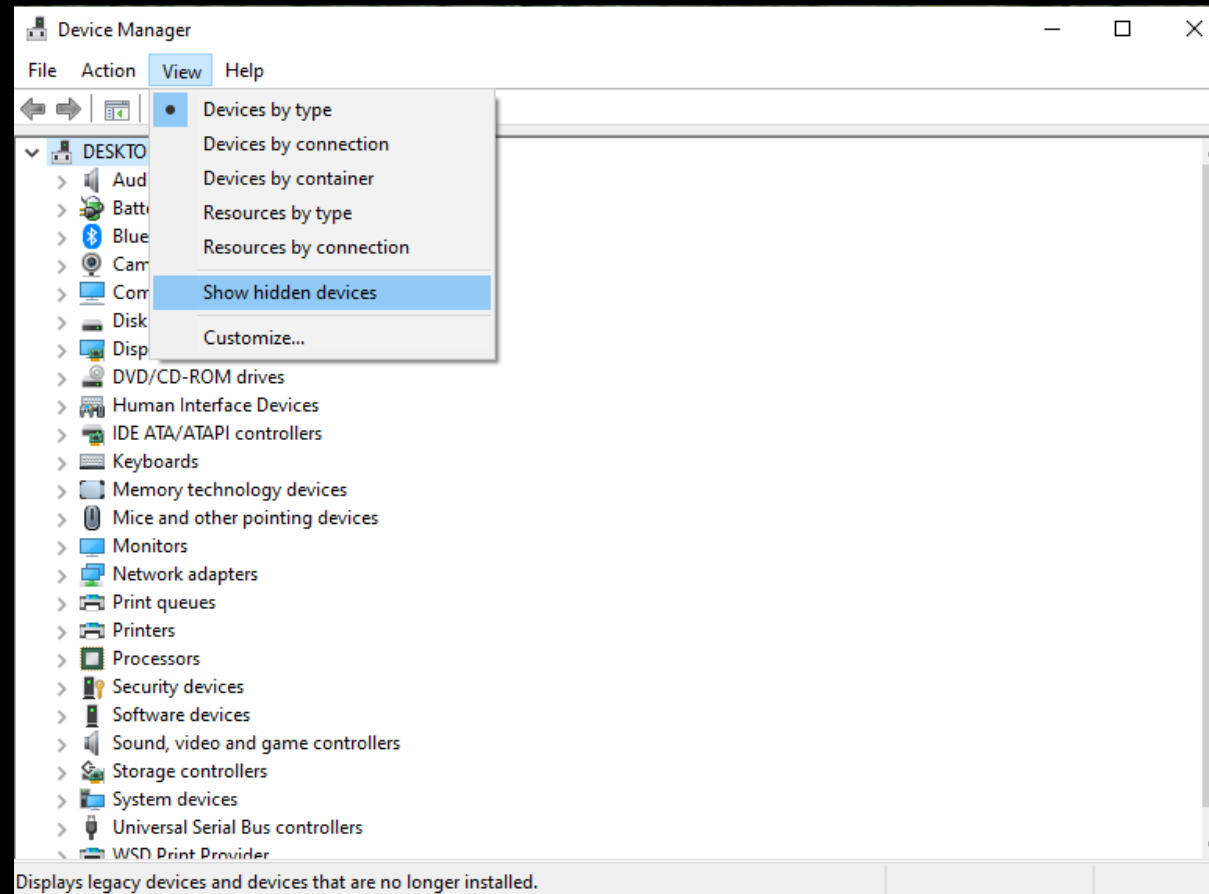 Device Manager
File Action View Help
Devices by type
Devices by connection
Devices by container
Resources by type
Resources by connection
Show hidden devices
Customize...
DESKTO
Aud
Batt
Blue
Cam
Com
Disk
Disp
DVD/CD-ROM drives
Human Interface Devices
IDE ATA/ATAPI controllers
Keyboards
Memory technology devices
Mice and other pointing devices
Monitors
Network adapters
Print queues
Printers
Processors
Security devices
Software devices
Sound, video and game controllers
Storage controllers
System devices
Universal Serial Bus controllers
WSD Print Provider
Displays legacy devices and devices that are no longer installed.